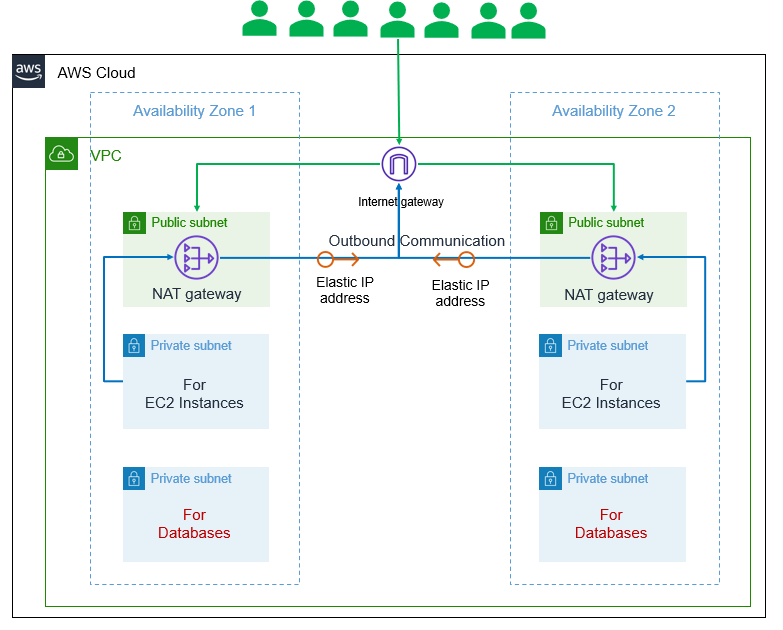 aws
AWS Cloud
Availability Zone 1
Availability Zone 2
VPC
Internet gateway
Public subnet
Public subnet
Outbound Communication
NAT gateway
NAT gateway
Elastic IP
address
Elastic IP
address
Private subnet
Private subnet
For
EC2 Instances
For
EC2 Instances
Private subnet
Private subnet
For
Databases
For
Databases